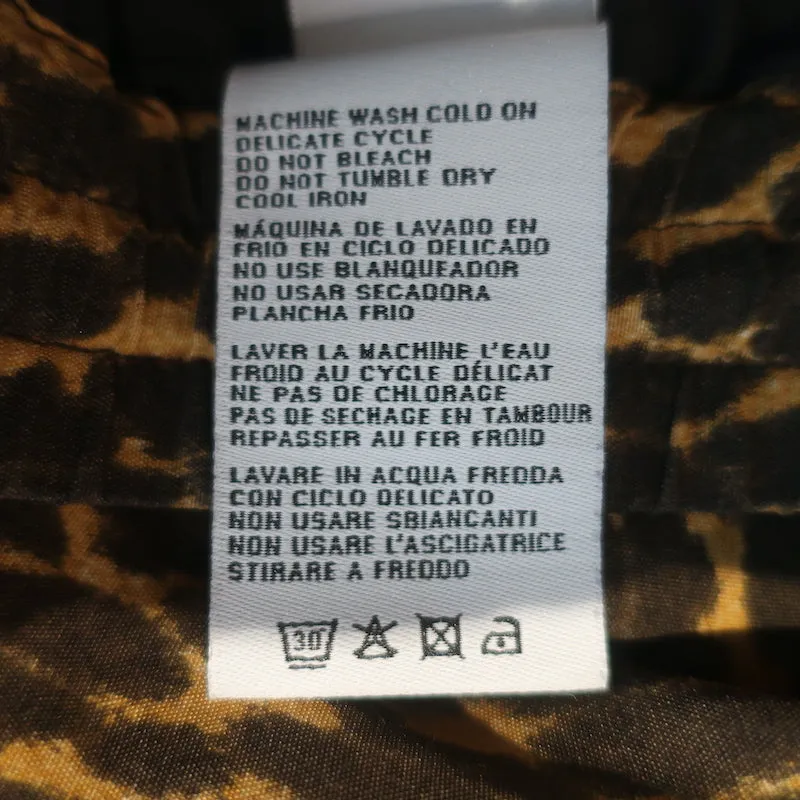 MACHINE WASH COLD ON
DELICATE CYCLE
DO NOT BLEACH
DO NOT TUMBLE DRY
COOL IRON
MÁQUINA DE LAVADO EN
FRIO EN CICLO DELICADO
NO USE BLANQUEADOR
NO USAR SECADORA
PLANCHA FRIO
LAVER LA MACHINE L'EAU
FROID AU CYCLE DÉLICAT
NE PAS DE CHLORAGE
PAS DE SECHAGE EN TAMBOUR
REPASSER AU FER FROID
LAVARE IN ACQUA FREDDA
CON CICLO DELICATO
NON USARE SBIANCANTI
NON USARE L'ASCIGATRICE
STIRARE A FREDDO
30°